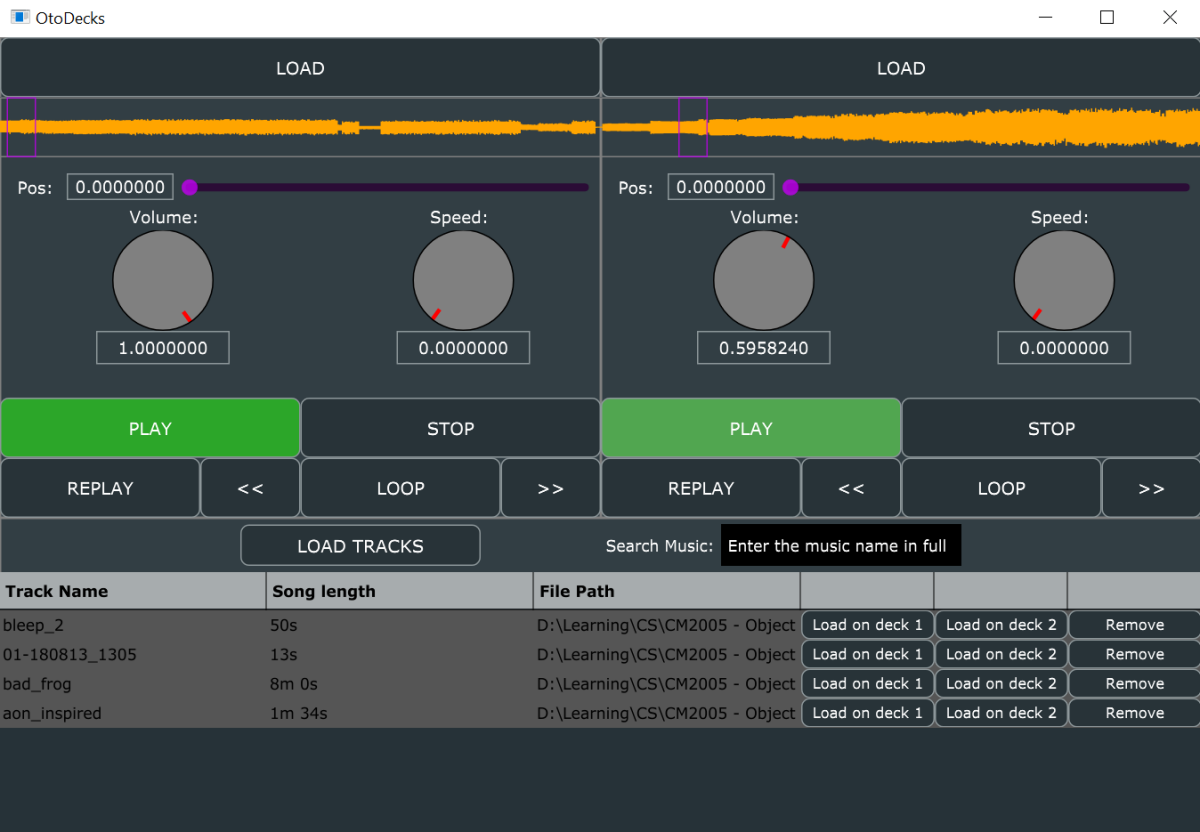 OtoDecks
LOAD LOAD
Pos: 0.0000000 Pos: 0.0000000
Volume: Speed: Volume: Speed:
1.0000000 0.0000000 0.5958240 0.0000000
PLAY STOP PLAY STOP
REPLAY << LOOP >> REPLAY << LOOP >>
LOAD TRACKS Search Music: Enter the music name in full
Track Name Song length File Path
bleep_2 50s D:\Learning\CS\CM2005 - Object Load on deck 1 Load on deck 2 Remove
01-180813_1305 13s D:\Learning\CS\CM2005 - Object Load on deck 1 Load on deck 2 Remove
bad_frog 8m 0s D:\Learning\CS\CM2005 - Object Load on deck 1 Load on deck 2 Remove
aon_inspired 1m 34s D:\Learning\CS\CM2005 - Object Load on deck 1 Load on deck 2 Remove